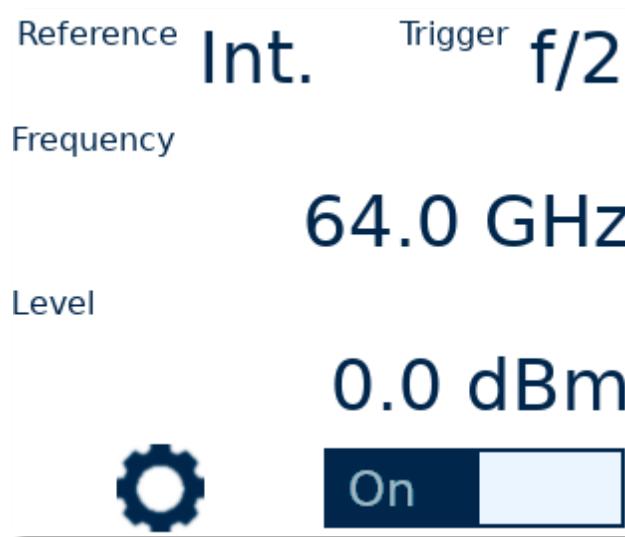 Reference Int. Trigger f/2
Frequency
64.0 GHz
Level
0.0 dBm
On